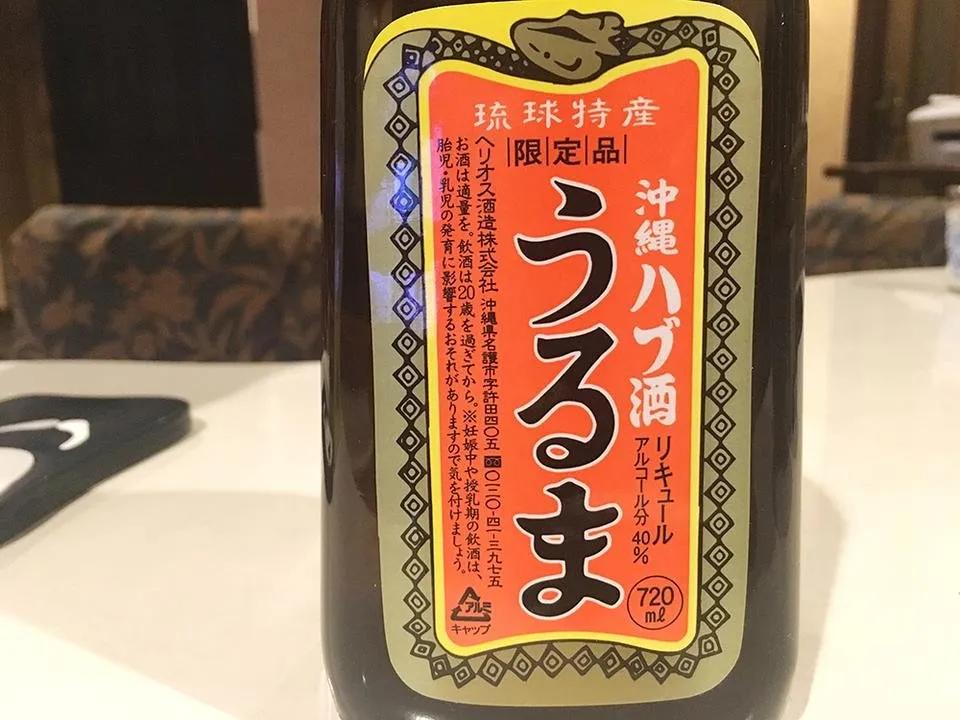 琉球特産
限定品
沖縄ハブ酒
リキュール
アルコール分40%
720ml
うるま
ヘリオス酒造株式会社 沖縄県名護市字許田四〇五 〇一二〇-四一-三九七五
お酒は適量を。飲酒は20歳を過ぎてから。※妊娠中や授乳期の飲酒は、
胎児・乳児の発育に影響するおそれがありますので気を付けましょう。
アルミ
キャップ